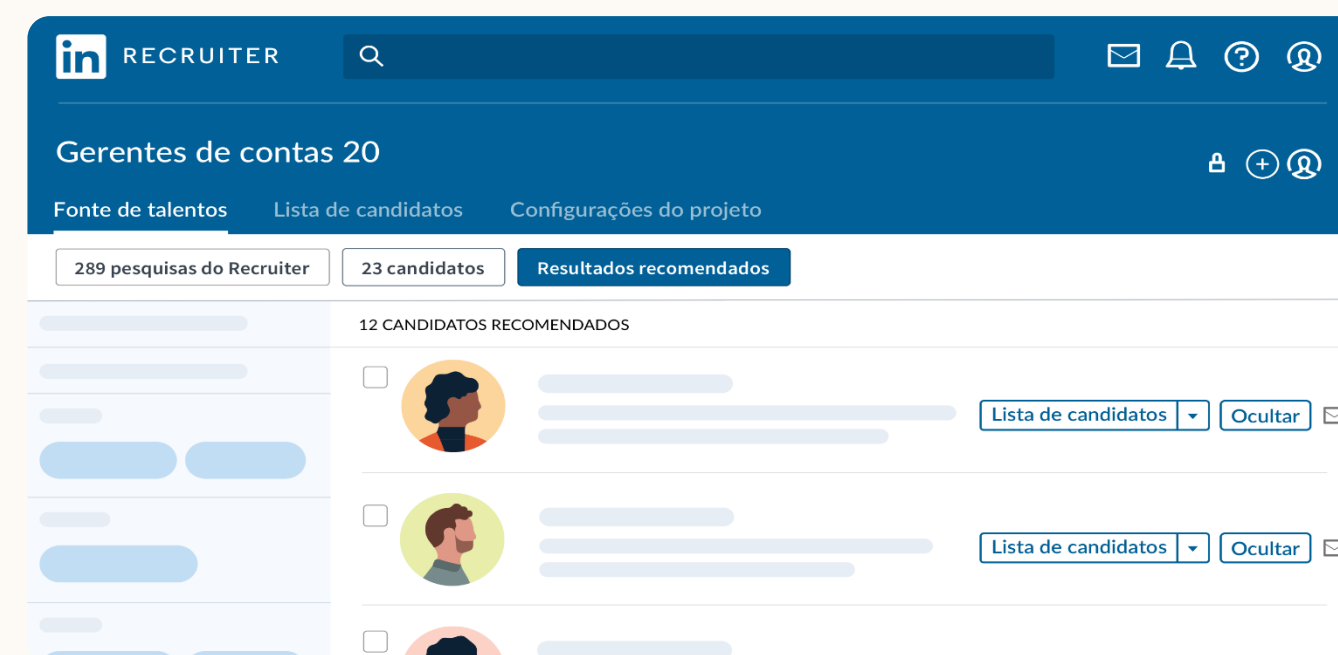 in RECRUITER
Gerentes de contas 20
Fonte de talentos Lista de candidatos Configurações do projeto
289 pesquisas do Recruiter 23 candidatos Resultados recomendados
12 CANDIDATOS RECOMENDADOS
Lista de candidatos Ocultar
Lista de candidatos Ocultar